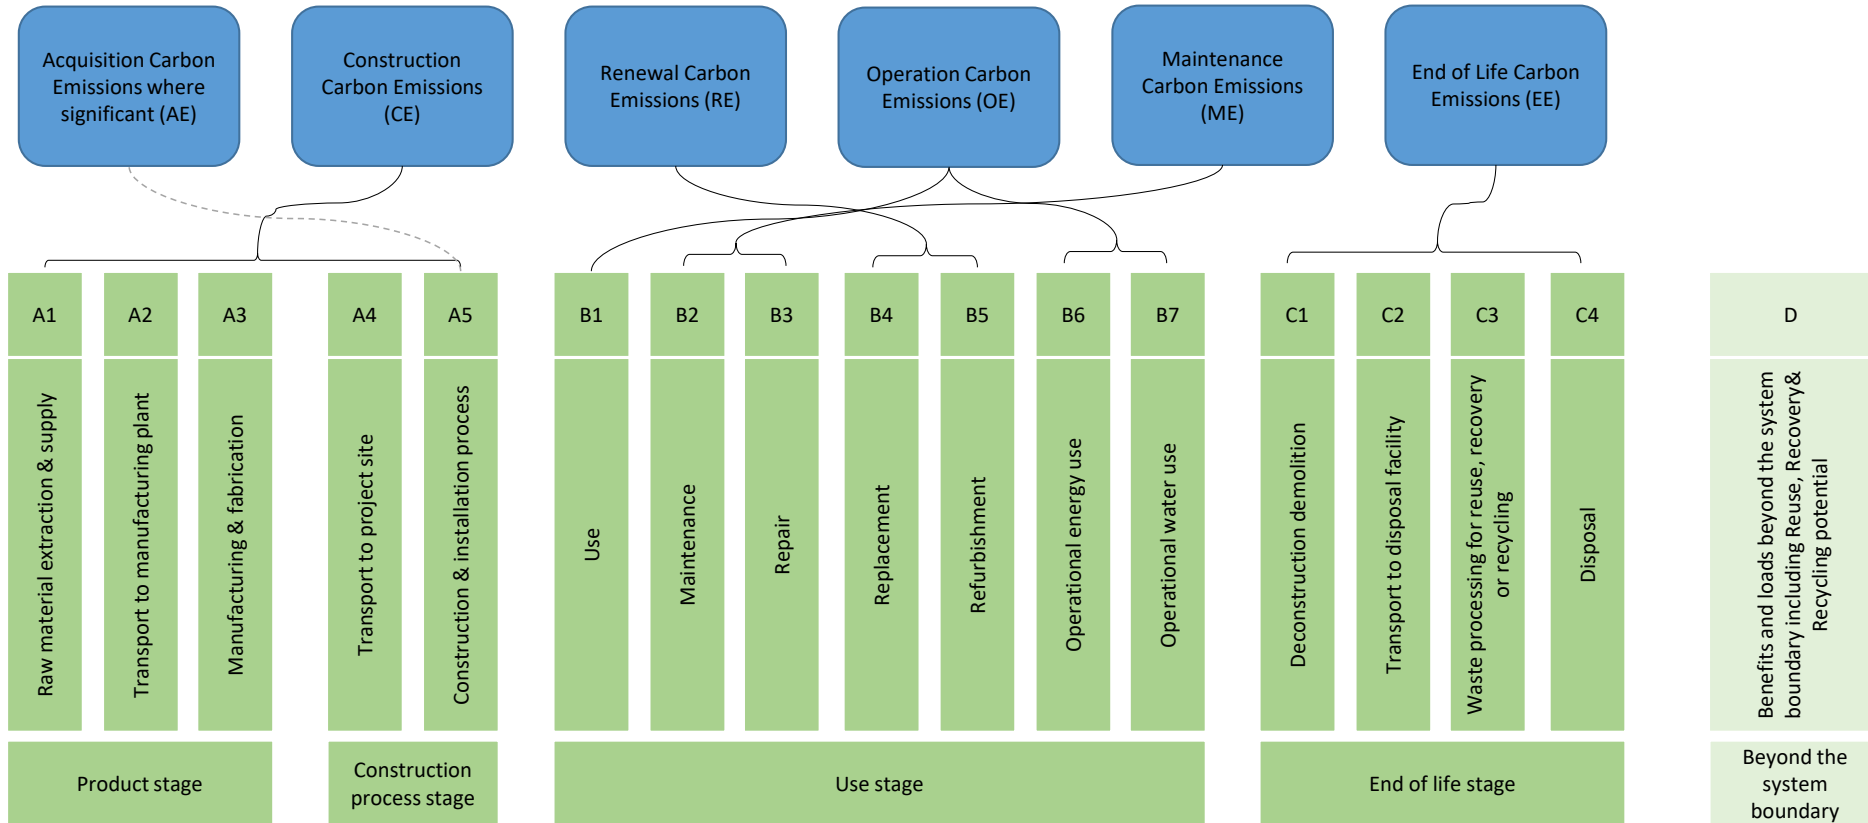 Acquisition Carbon
Emissions where
significant (AE)
Construction
Carbon Emissions
(CE)
Renewal Carbon
Emissions (RE)
Operation Carbon
Emissions (OE)
Maintenance
Carbon Emissions
(ME)
End of Life Carbon
Emissions (EE)
A1
A2
A3
A4
A5
B1
B2
B3
B4
B5
B6
B7
C1
C2
C3
C4
D
Raw material extraction & supply
Transport to manufacturing plant
Manufacturing & fabrication
Transport to project site
Construction & installation process
Use
Maintenance
Repair
Replacement
Refurbishment
Operational energy use
Operational water use
Deconstruction demolition
Transport to disposal facility
Waste processing for reuse, recovery
or recycling
Disposal
Benefits and loads beyond the system
boundary including Reuse, Recovery&
Recycling potential
Product stage
Construction
process stage
Use stage
End of life stage
Beyond the
system
boundary